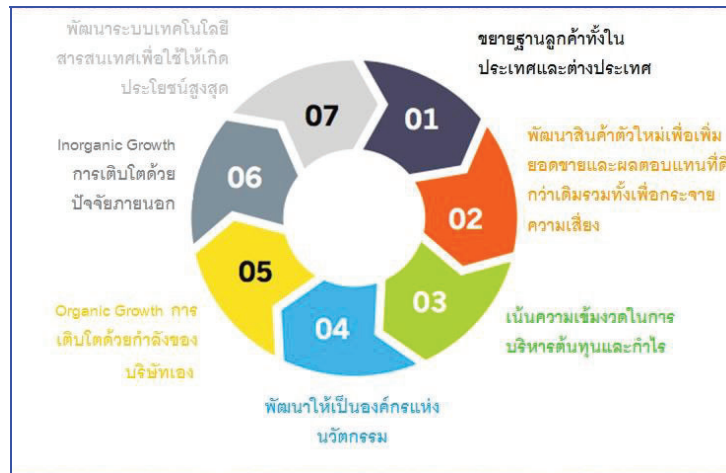 01
ขยายฐานลูกค้าทั้งใน
ประเทศและต่างประเทศ
02
พัฒนาสินค้าตัวใหม่เพื่อเพิ่ม
ยอดขายและผลตอบแทนที่ดี
กว่าเดิมรวมทั้งเพื่อกระจาย
ความเสี่ยง
03
เน้นความเข้มงวดในการ
บริหารต้นทุนและกำไร
04
พัฒนาให้เป็นองค์กรแห่ง
นวัตกรรม
05
Organic Growth การ
เติบโตด้วยกำลังของ
บริษัทเอง
06
Inorganic Growth
การเติบโตด้วย
ปัจจัยภายนอก
07
พัฒนาระบบเทคโนโลยี
สารสนเทศเพื่อใช้ให้เกิด
ประโยชน์สูงสุด